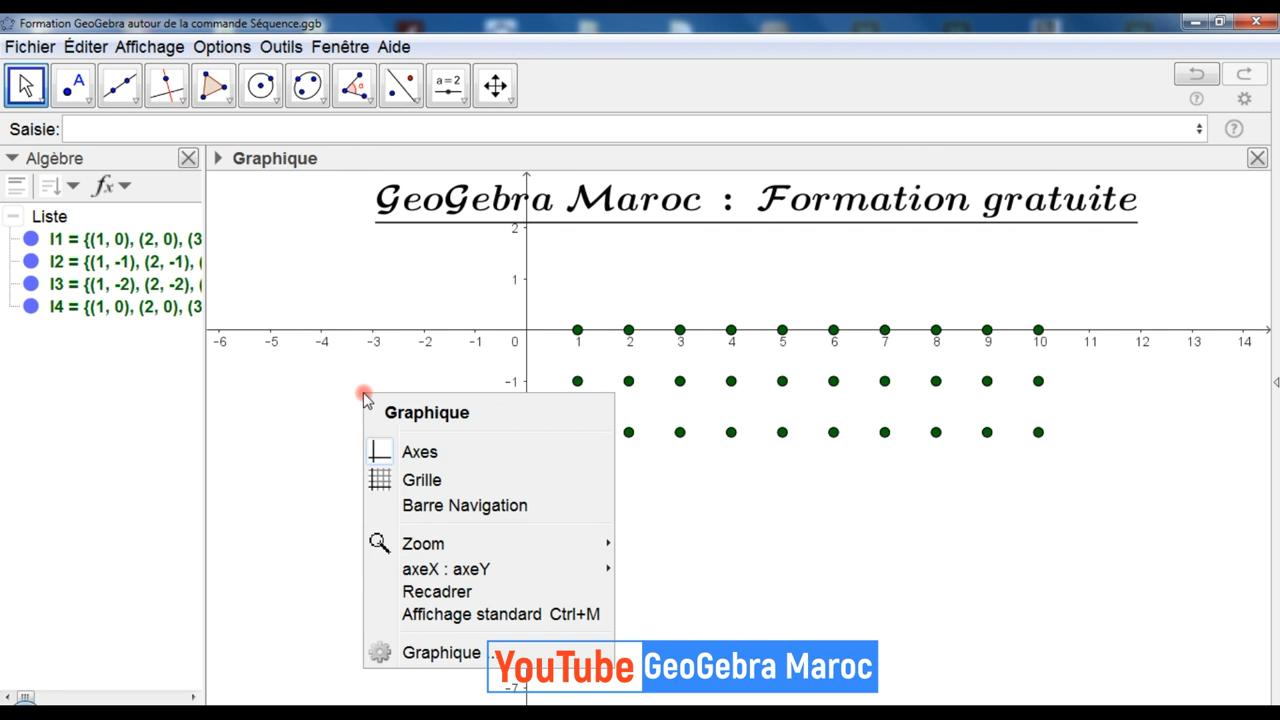 Formation GeoGebra autour de la commande Séquence.ggb
Fichier Éditer Affichage Options Outils Fenêtre Aide
A
α
a=2
Saisie:
Algèbre
Graphique
fx
GeoGebra Maroc : Formation gratuite
Liste
l1 = {(1, 0), (2, 0), (3
l2 = {(1, -1), (2, -1), (
l3 = {(1, -2), (2, -2), (
l4 = {(1, 0), (2, 0), (3
2
1
-6 -5 -4 -3 -2 -1 0 1 2 3 4 5 6 7 8 9 10 11 12 13 14
-1
Graphique
Axes
Grille
Barre Navigation
Zoom
axeX : axeY
Recadrer
Affichage standard Ctrl+M
Graphique ...
YouTube GeoGebra Maroc
-7